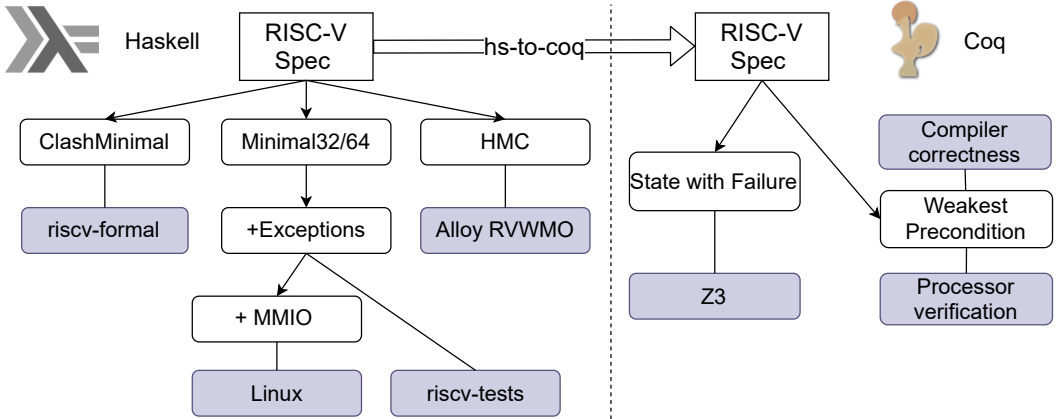 Haskell
RISC-V
Spec
hs-to-coq
RISC-V
Spec
Coq
ClashMinimal
Minimal32/64
HMC
riscv-formal
+Exceptions
Alloy RVWMO
+ MMIO
Linux
riscv-tests
State with Failure
Z3
Compiler
correctness
Weakest
Precondition
Processor
verification